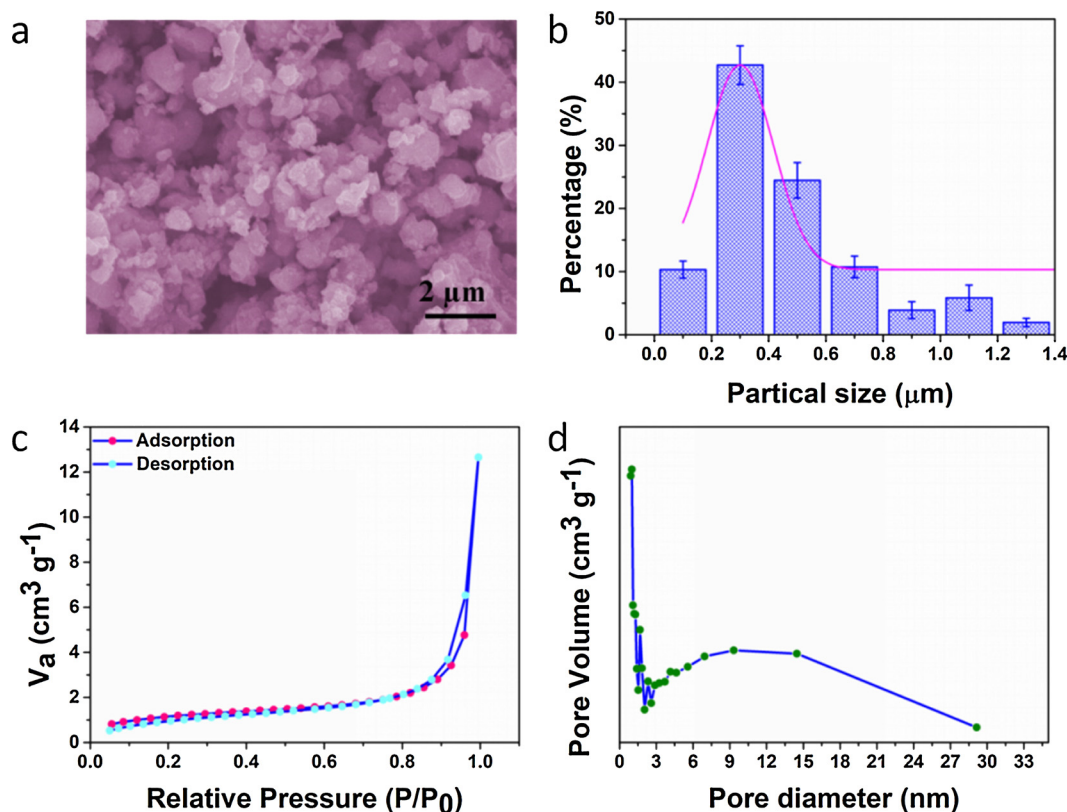 a
2 µm
b
Percentage (%)
50
40
30
20
10
0
0.0 0.2 0.4 0.6 0.8 1.0 1.2 1.4
Partical size (µm)
c
Adsorption
Desorption
Va (cm3 g-1)
14
12
10
8
6
4
2
0
0.0 0.2 0.4 0.6 0.8 1.0
Relative Pressure (P/P0)
d
Pore Volume (cm3 g-1)
0 3 6 9 12 15 18 21 24 27 30 33
Pore diameter (nm)